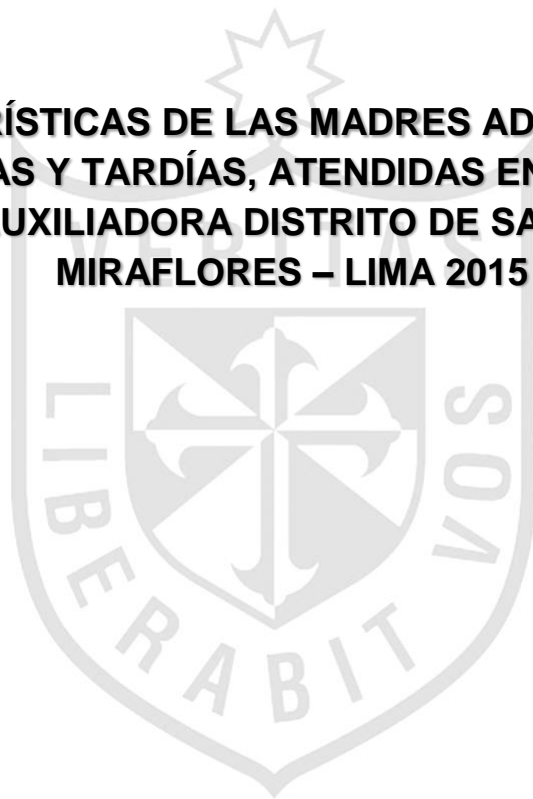 RÍSTICAS DE LAS MADRES AD
AS Y TARDÍAS, ATENDIDAS EN
UXILIADORA DISTRITO DE SA
MIRAFLORES – LIMA 2015
VERITAS
LIBERABIT VOS